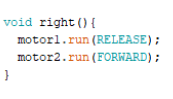 void right(){
motor1.run(RELEASE);
motor2.run(FORWARD);
}